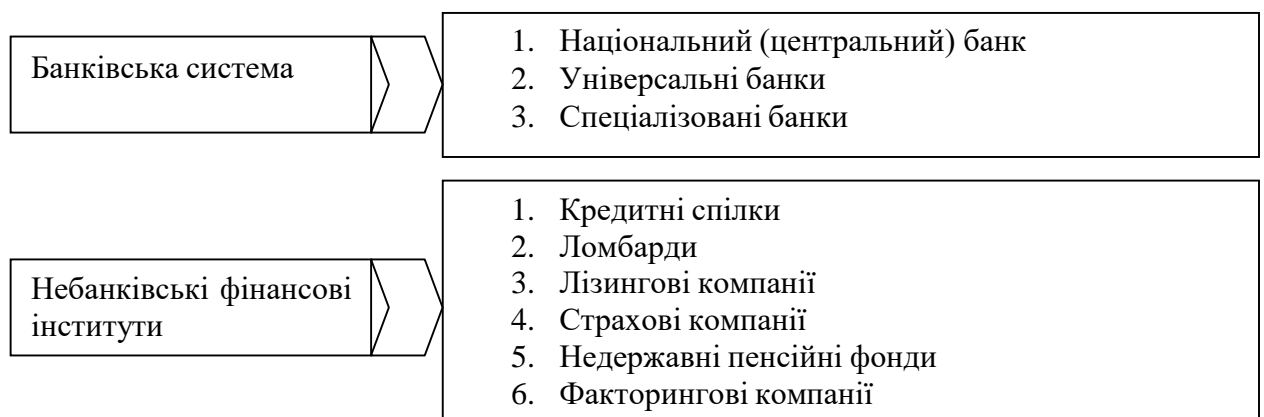 Банківська система
1. Національний (центральний) банк
2. Універсальні банки
3. Спеціалізовані банки
Небанківські фінансові
інститути
1. Кредитні спілки
2. Ломбарди
3. Лізингові компанії
4. Страхові компанії
5. Недержавні пенсійні фонди
6. Факторингові компанії